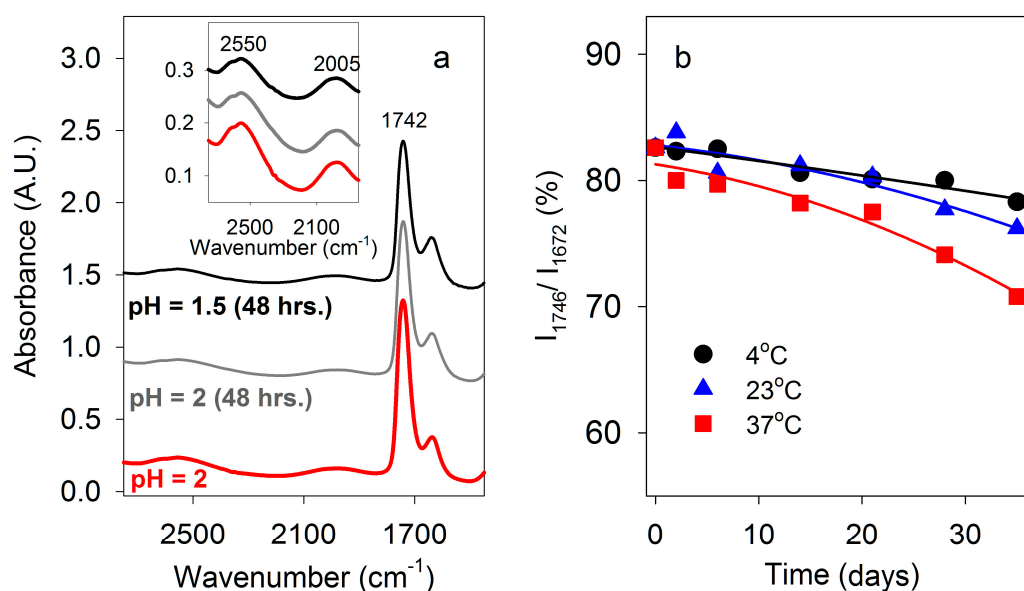 a
3.0
2.5
2.0
1.5
1.0
0.5
0.0
Absorbance (A.U.)
2550
2005
0.3
0.2
0.1
2500 2100
Wavenumber (cm⁻¹)
1742
pH = 1.5 (48 hrs.)
pH = 2 (48 hrs.)
pH = 2
2500 2100 1700
Wavenumber (cm⁻¹)
b
90
80
70
60
I₁₇₄₆/ I₁₆₇₂ (%)
4°C
23°C
37°C
0 10 20 30
Time (days)